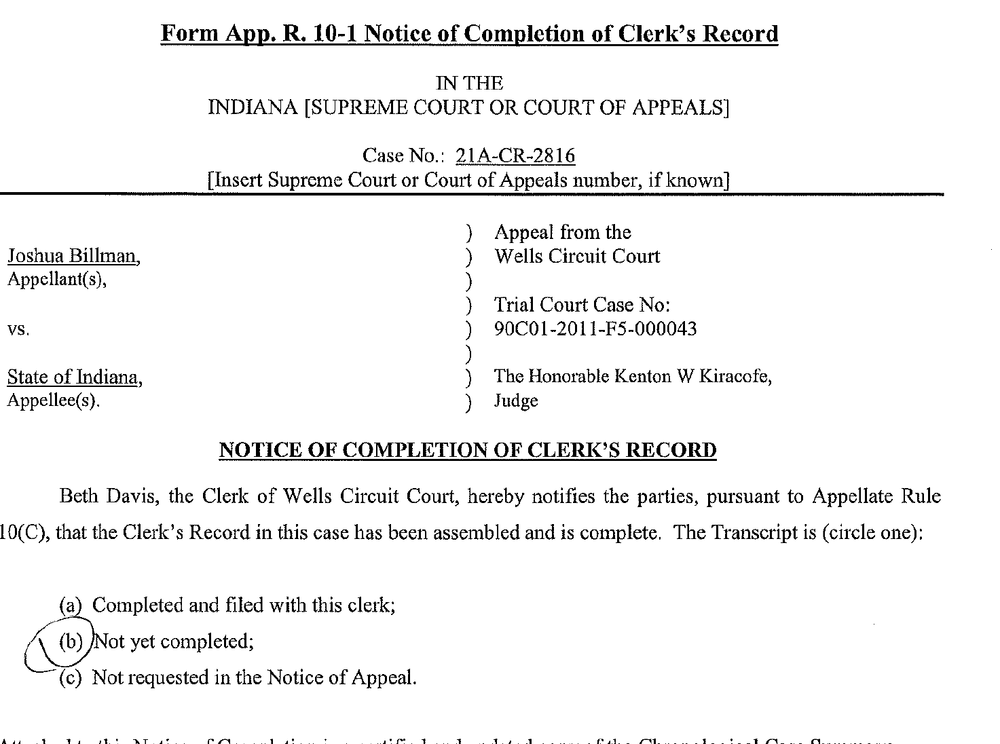 Form App. R. 10-1 Notice of Completion of Clerk's Record
IN THE
INDIANA [SUPREME COURT OR COURT OF APPEALS]
Case No.: 21A-CR-2816
[Insert Supreme Court or Court of Appeals number, if known]
) Appeal from the
Joshua Billman, ) Wells Circuit Court
Appellant(s), )
) Trial Court Case No:
vs. ) 90C01-2011-F5-000043
)
State of Indiana, ) The Honorable Kenton W Kiracofe,
Appellee(s). ) Judge
NOTICE OF COMPLETION OF CLERK'S RECORD
Beth Davis, the Clerk of Wells Circuit Court, hereby notifies the parties, pursuant to Appellate Rule
10(C), that the Clerk's Record in this case has been assembled and is complete. The Transcript is (circle one):
(a) Completed and filed with this clerk;
(b) Not yet completed;
(c) Not requested in the Notice of Appeal.